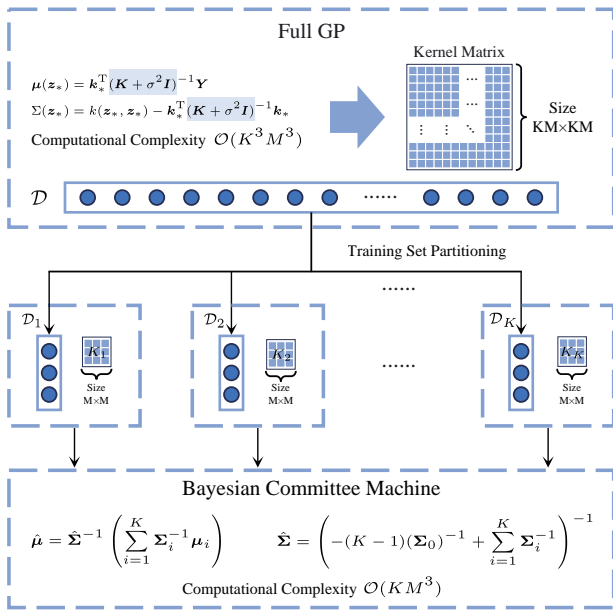 Full GP
Kernel Matrix
μ(z∗) = k∗ᵀ(K + σ²I)⁻¹Y
Σ(z∗) = k(z∗, z∗) − k∗ᵀ(K + σ²I)⁻¹k∗
Computational Complexity 𝒪(K³M³)
Size
KM×KM
𝒟 ......
Training Set Partitioning
......
𝒟₁ 𝒟₂ 𝒟_K
K₁ K₂ ...... K_K
Size Size Size
M×M M×M M×M
Bayesian Committee Machine
μ̂ = Σ̂⁻¹ (∑_{i=1}^{K} Σᵢ⁻¹μᵢ) Σ̂ = (−(K − 1)(Σ₀)⁻¹ + ∑_{i=1}^{K} Σᵢ⁻¹)⁻¹
Computational Complexity 𝒪(KM³)